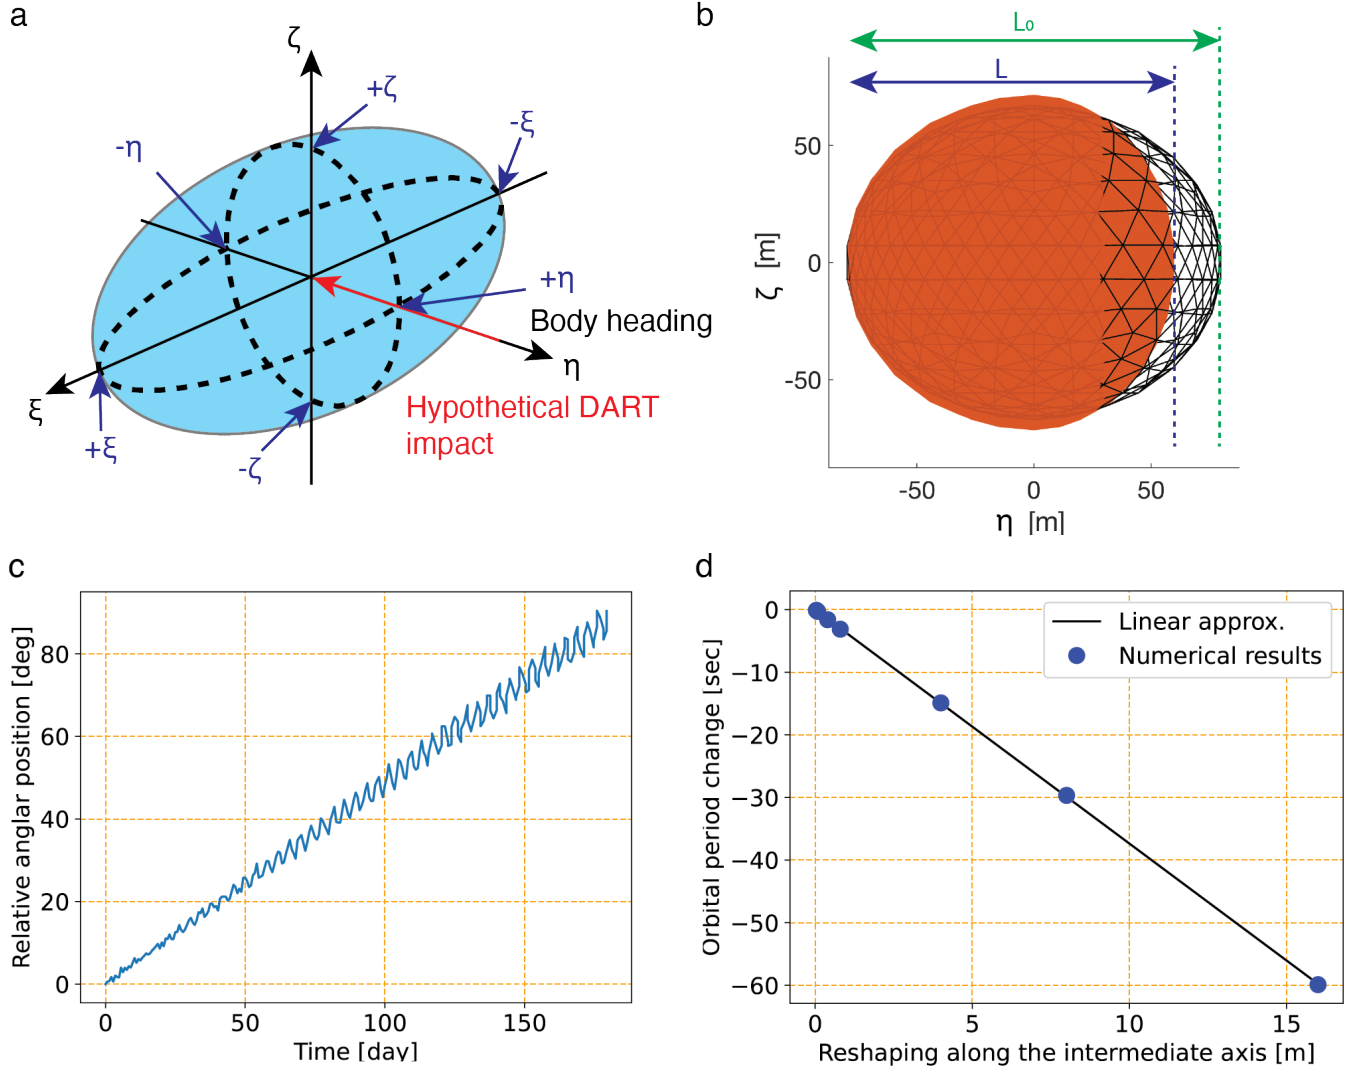 a
ζ
+ζ
-ξ
-η
+η
Body heading
η
ξ
Hypothetical DART
impact
+ξ
-ζ
b
L₀
L
50
0
-50
ζ [m]
-50
0
50
η [m]
c
Relative anglar position [deg]
80
60
40
20
0
0
50
100
150
Time [day]
d
Orbital period change [sec]
0
−10
−20
−30
−40
−50
−60
Linear approx.
Numerical results
0
5
10
15
Reshaping along the intermediate axis [m]